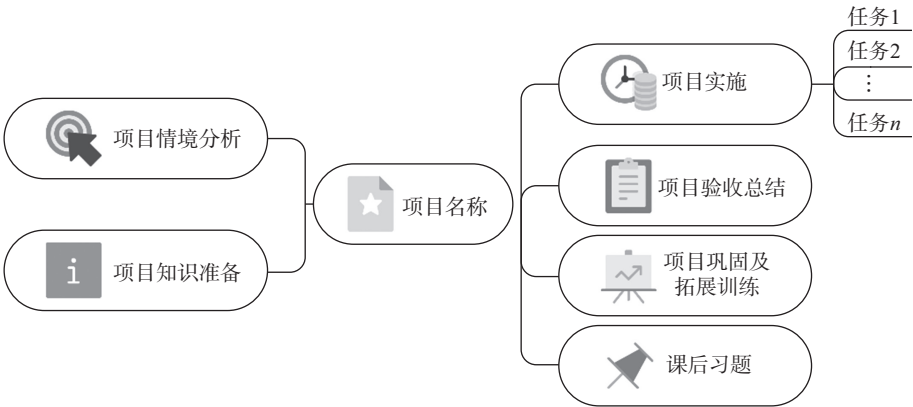 项目情境分析
项目知识准备
i
项目名称
项目实施
任务1
任务2
⋮
任务n
项目验收总结
项目巩固及
拓展训练
课后习题